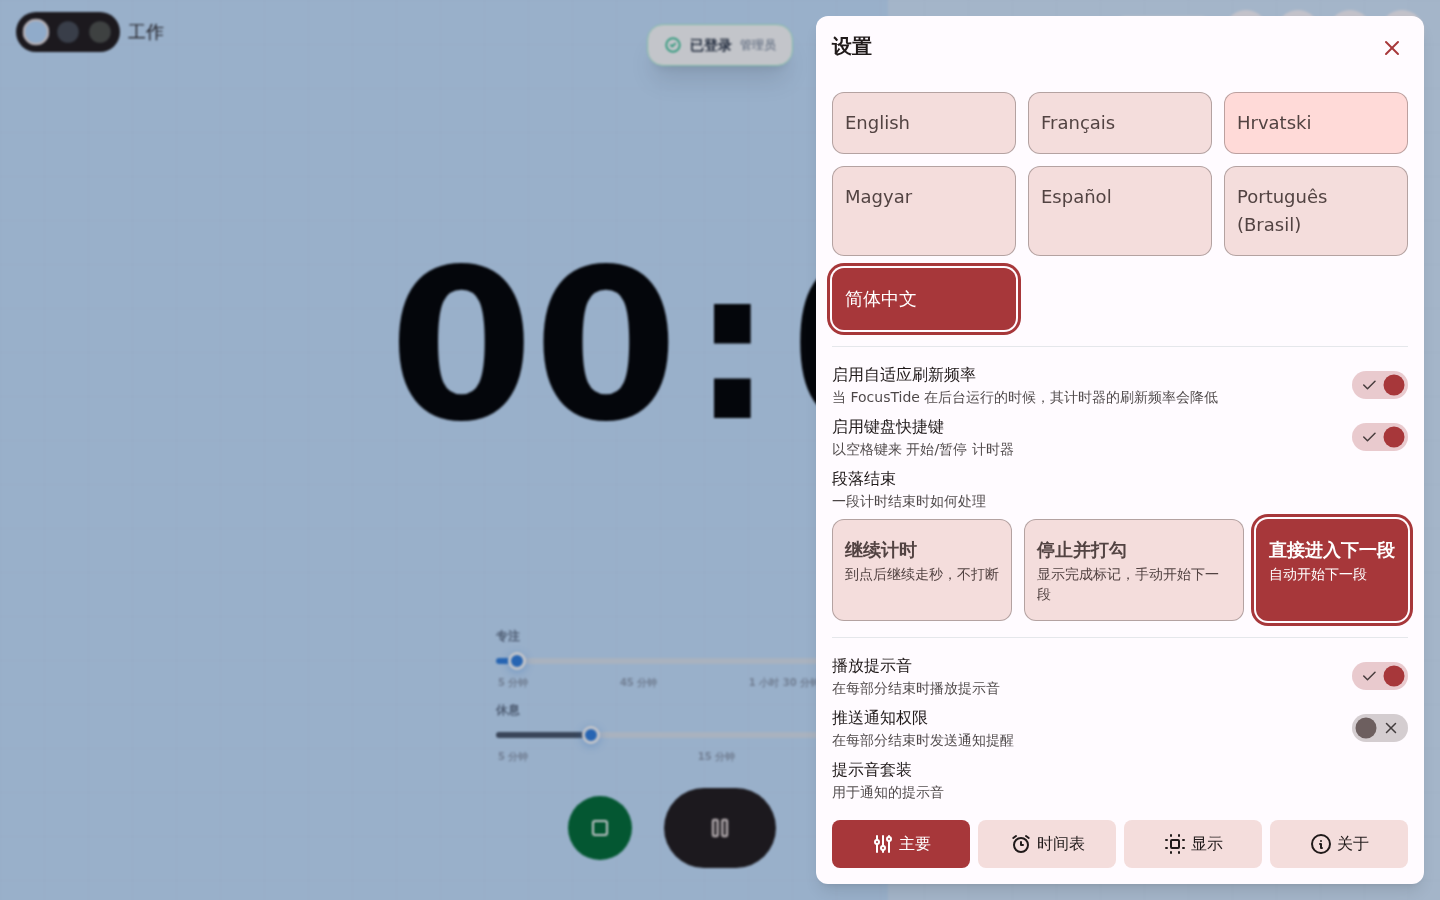 工作
已登录 管理员
00:
专注
5 分钟 45 分钟 1 小时 30 分钟
休息
5 分钟 15 分钟
设置
English
Français
Hrvatski
Magyar
Español
Português
(Brasil)
简体中文
启用自适应刷新频率
当 FocusTide 在后台运行的时候，其计时器的刷新频率会降低
启用键盘快捷键
以空格键来 开始/暂停 计时器
段落结束
一段计时结束时如何处理
继续计时
到点后继续走秒，不打断
停止并打勾
显示完成标记，手动开始下一
段
直接进入下一段
自动开始下一段
播放提示音
在每部分结束时播放提示音
推送通知权限
在每部分结束时发送通知提醒
提示音套装
用于通知的提示音
主要
时间表
显示
关于